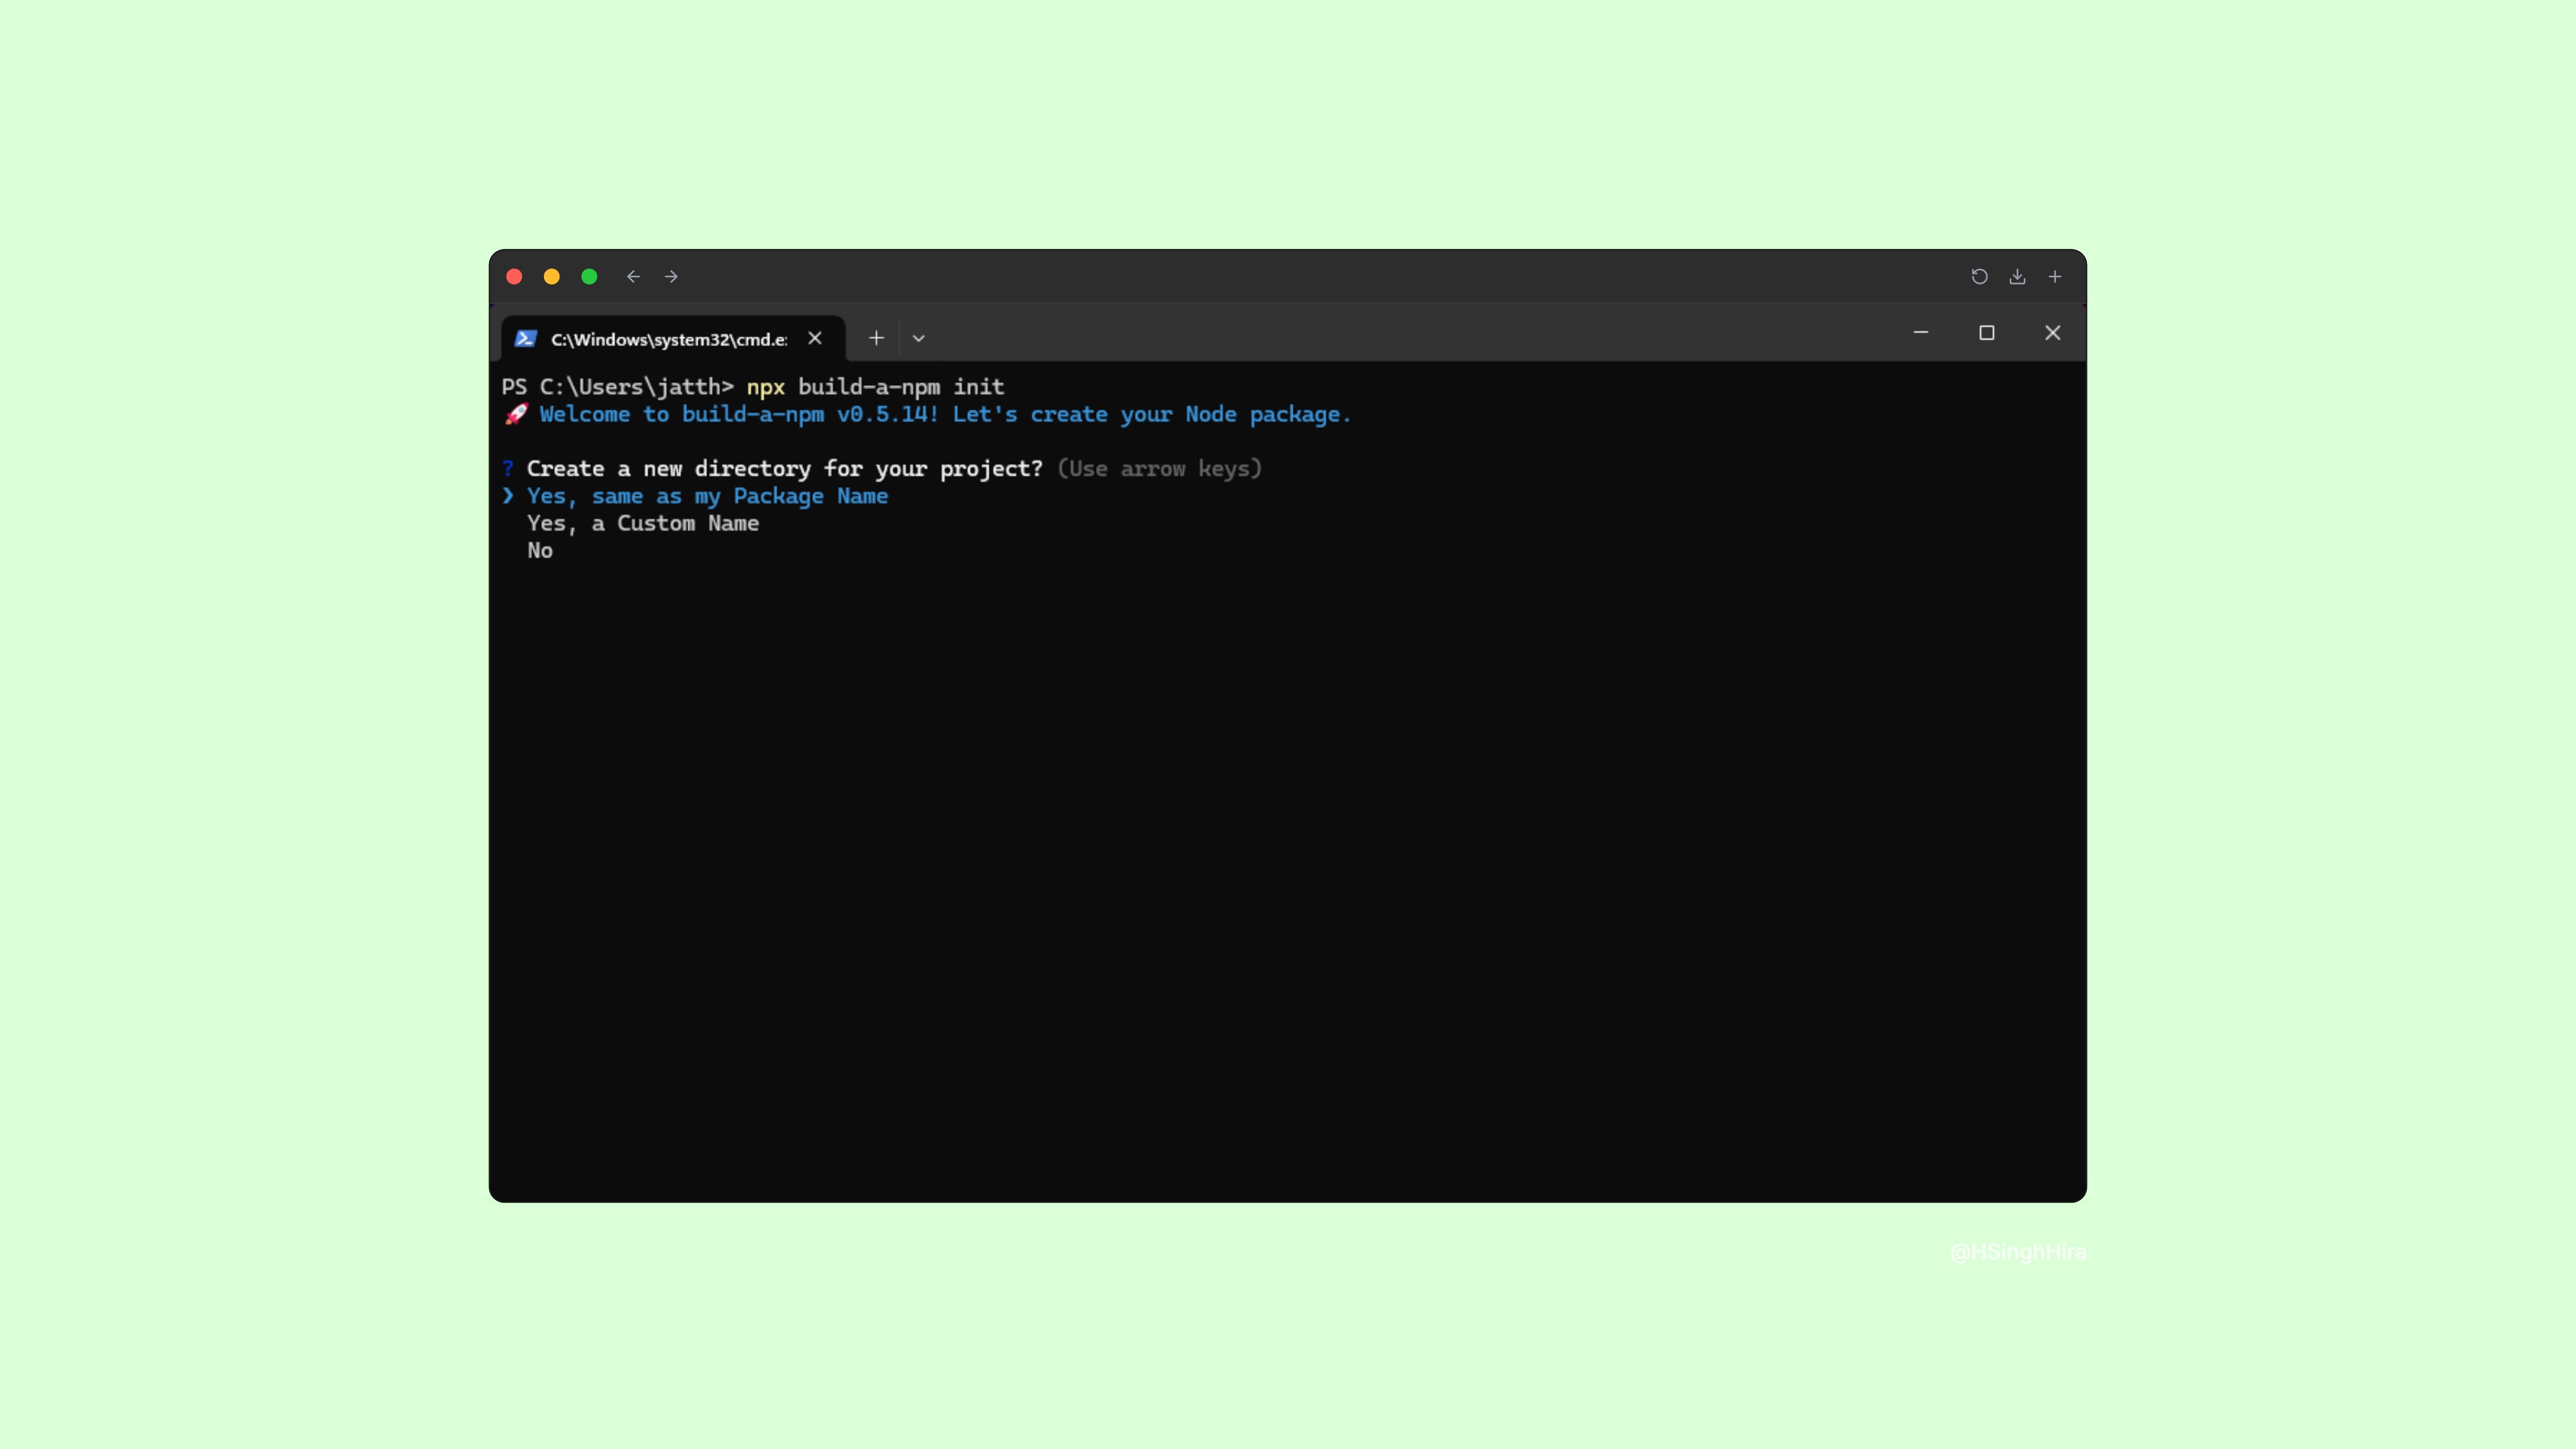 C:\Windows\system32\cmd.e
PS C:\Users\jatth> npx build-a-npm init
🚀 Welcome to build-a-npm v0.5.14! Let's create your Node package.
? Create a new directory for your project? (Use arrow keys)
❯ Yes, same as my Package Name
Yes, a Custom Name
No
@HSinghHira